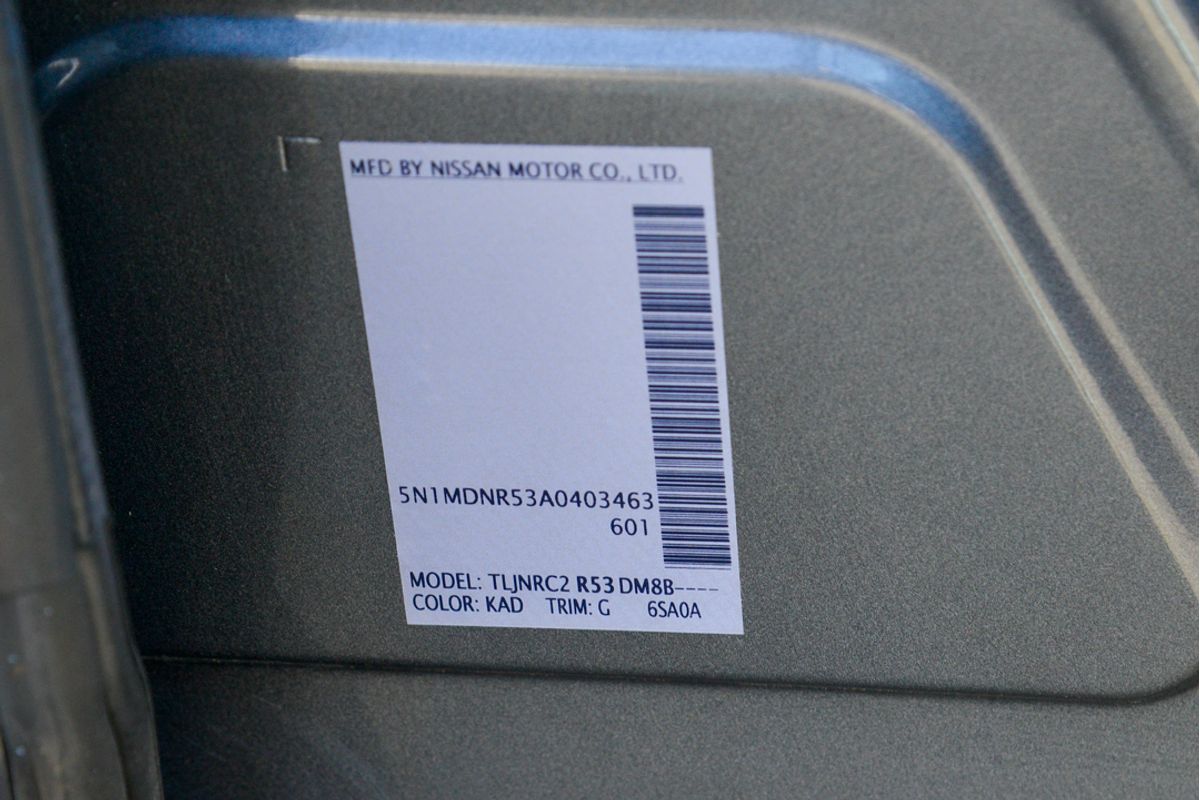 MFD BY NISSAN MOTOR CO., LTD.
5N1MDNR53A0403463
601
MODEL: TLJNRC2 R53 DM8B----
COLOR: KAD TRIM: G 6SA0A